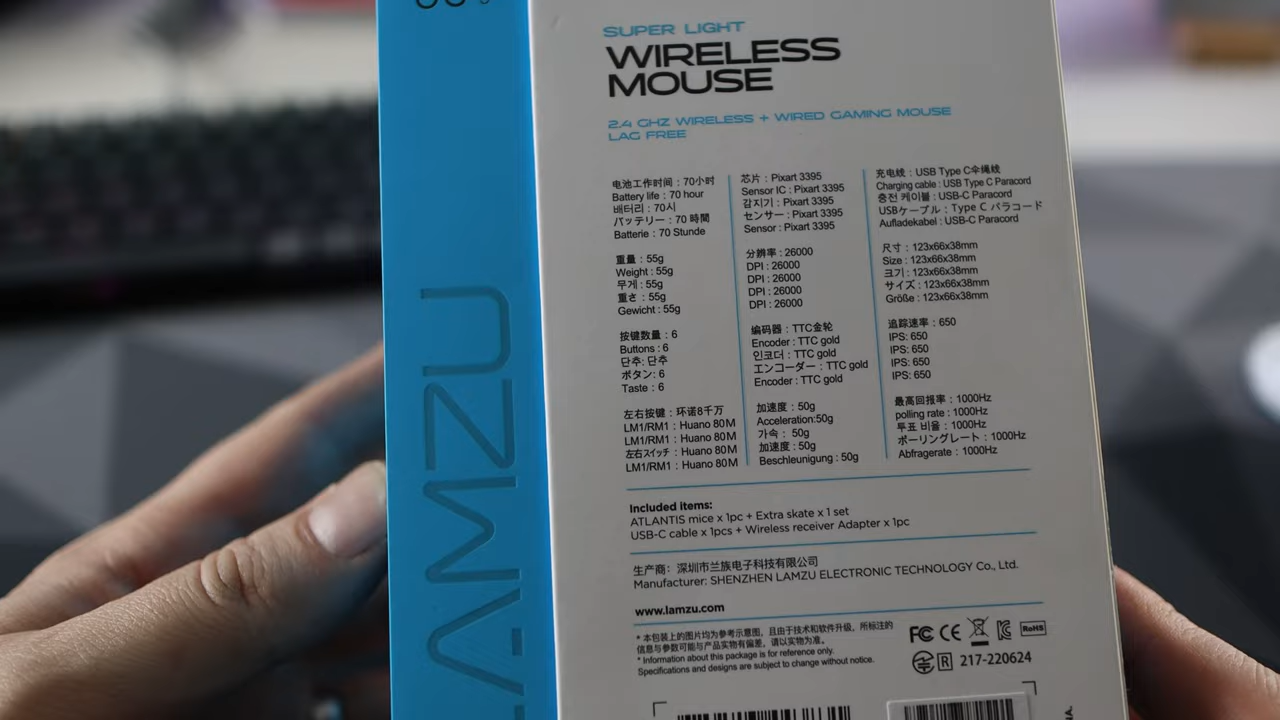 SUPER LIGHT
WIRELESS
MOUSE
2.4 GHZ WIRELESS + WIRED GAMING MOUSE
LAG FREE
电池工作时间：70小时
Battery life : 70 hour
배터리 : 70시
バッテリー : 70 時間
Batterie : 70 Stunde
重量 : 55g
Weight : 55g
무게 : 55g
重さ : 55g
Gewicht : 55g
按键数量 : 6
Buttons : 6
단추: 단추
ボタン: 6
Taste : 6
左右按键 : 环诺8千万
LM1/RM1 : Huano 80M
LM1/RM1 : Huano 80M
左右スイッチ : Huano 80M
LM1/RM1 : Huano 80M
芯片 : Pixart 3395
Sensor IC : Pixart 3395
감지기 : Pixart 3395
センサー : Pixart 3395
Sensor : Pixart 3395
分辨率 : 26000
DPI : 26000
DPI : 26000
DPI : 26000
DPI : 26000
编码器 : TTC金轮
Encoder : TTC gold
인코더 : TTC gold
エンコーダー : TTC gold
Encoder : TTC gold
加速度 : 50g
Acceleration:50g
가속 : 50g
加速度 : 50g
Beschleunigung : 50g
充电线 : USB Type C伞绳线
Charging cable : USB Type C Paracord
충전 케이블 : USB-C Paracord
USBケーブル : Type C パラコード
Aufladekabel : USB-C Paracord
尺寸 : 123x66x38mm
Size : 123x66x38mm
크기 : 123x66x38mm
サイズ : 123x66x38mm
Größe : 123x66x38mm
追踪速率 : 650
IPS: 650
IPS: 650
IPS: 650
IPS: 650
最高回报率 : 1000Hz
polling rate : 1000Hz
투표 비율 : 1000Hz
ポーリングレート : 1000Hz
Abfragerate : 1000Hz
Included items:
ATLANTIS mice x 1pc + Extra skate x 1 set
USB-C cable x 1pcs + Wireless receiver Adapter x 1pc
生产商：深圳市兰族电子科技有限公司
Manufacturer: SHENZHEN LAMZU ELECTRONIC TECHNOLOGY Co., Ltd.
www.lamzu.com
* 本包装上的图片均为参考示意图，且由于技术和软件升级、所标注的
信息与参数可能与产品实物有偏差，请以实物为准。
* Information about this package is for reference only.
Specifications and designs are subject to change without notice.
FC CE RoHS
R 217-220624
LAMZU